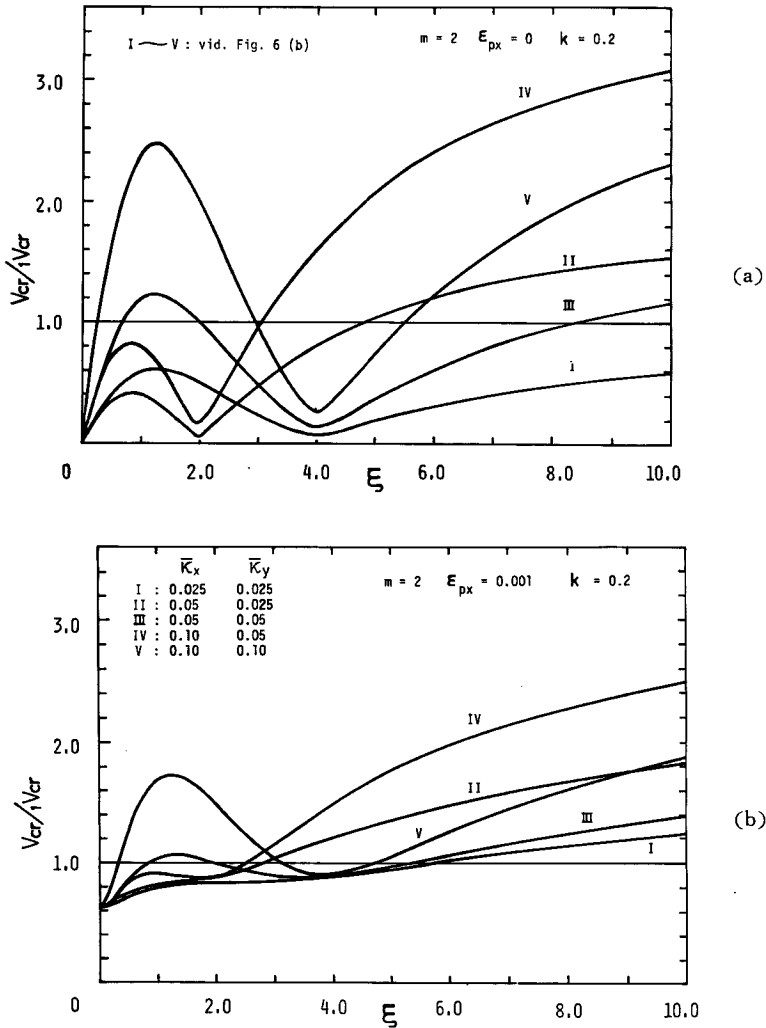 I ~ V : vid. Fig. 6 (b)
m = 2 ε_px = 0 k = 0.2
3.0
2.0
1.0
0
2.0
4.0
6.0
8.0
10.0
Vcr/₁Vcr
ξ
IV
V
II
III
i
(a)
κ̄_x κ̄_y
I : 0.025 0.025
II : 0.05 0.025
III : 0.05 0.05
IV : 0.10 0.05
V : 0.10 0.10
m = 2 ε_px = 0.001 k = 0.2
3.0
2.0
1.0
0
2.0
4.0
6.0
8.0
10.0
Vcr/₁Vcr
ξ
IV
II
V
III
I
(b)